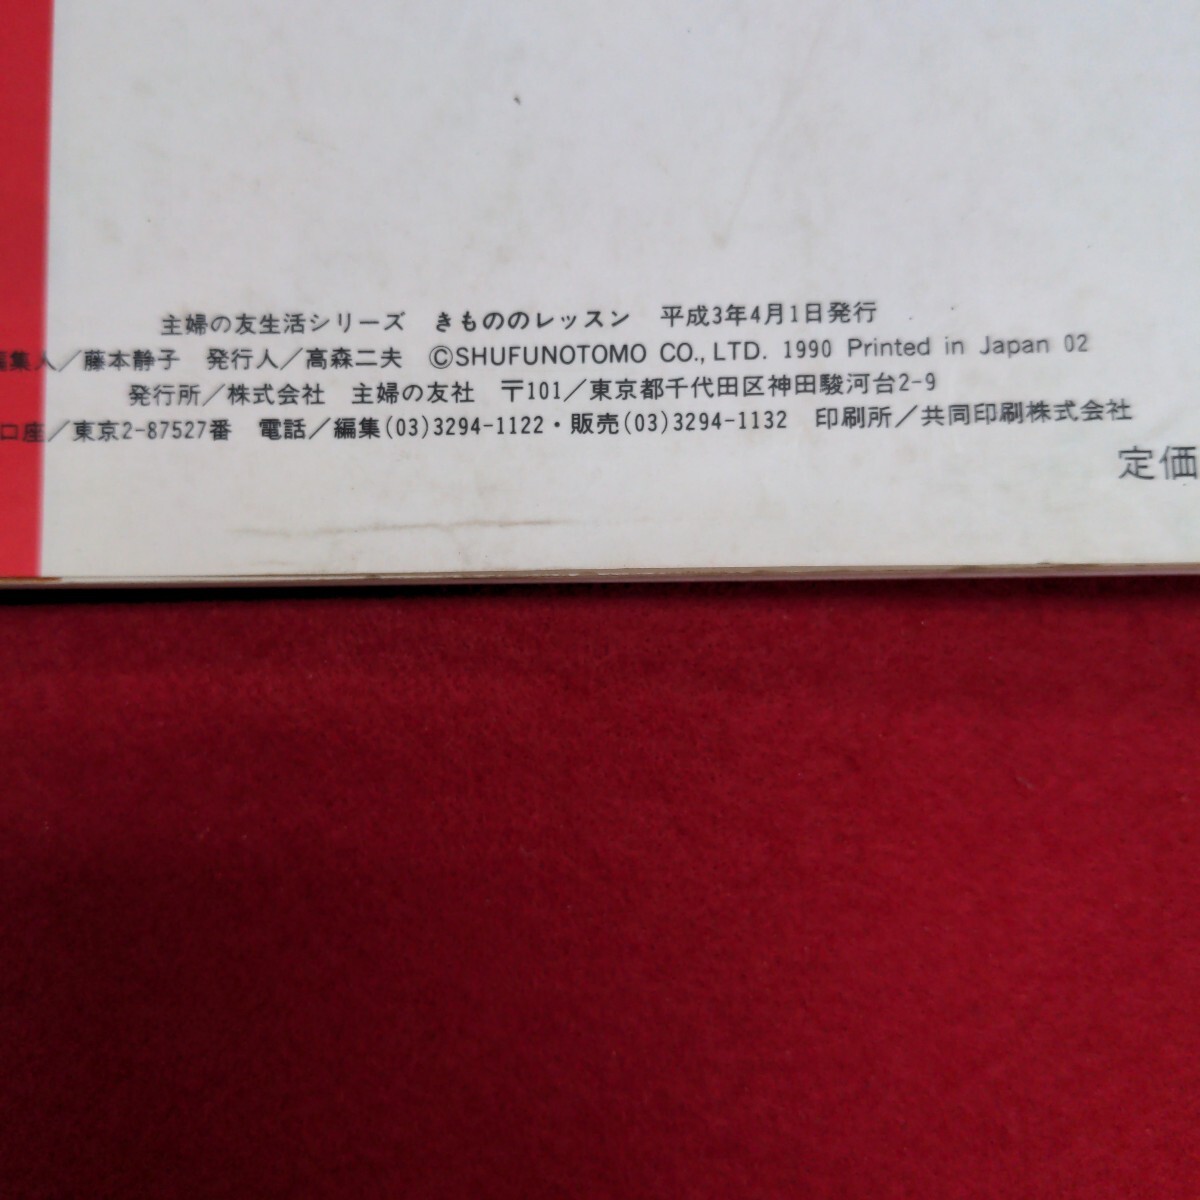 主婦の友生活シリーズ きもののレッスン 平成3年4月1日発行
編集人/藤本静子 発行人/高森二夫 ©SHUFUNOTOMO CO., LTD. 1990 Printed in Japan 02
発行所/株式会社 主婦の友社 〒101/東京都千代田区神田駿河台2-9
口座/東京2-87527番 電話/編集(03)3294-1122・販売(03)3294-1132 印刷所/共同印刷株式会社
定価